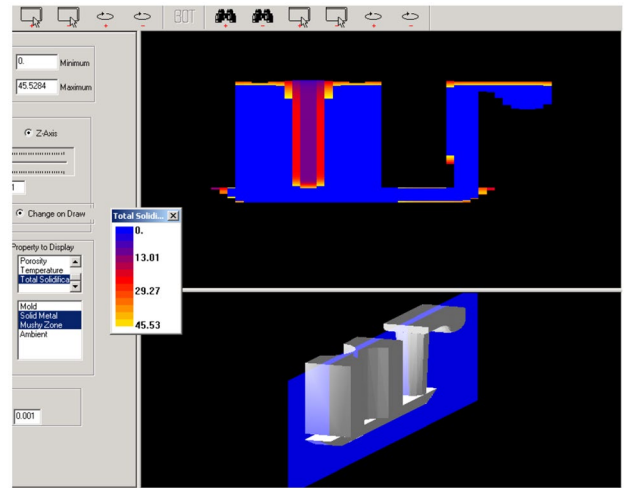 BOT
0.
Minimum
45.5284
Maximum
Z-Axis
1
Change on Draw
Property to Display
Porosity
Temperature
Total Solidifica
Mold
Solid Metal
Mushy Zone
Ambient
0.001
Total Solidi...
0.
13.01
29.27
45.53